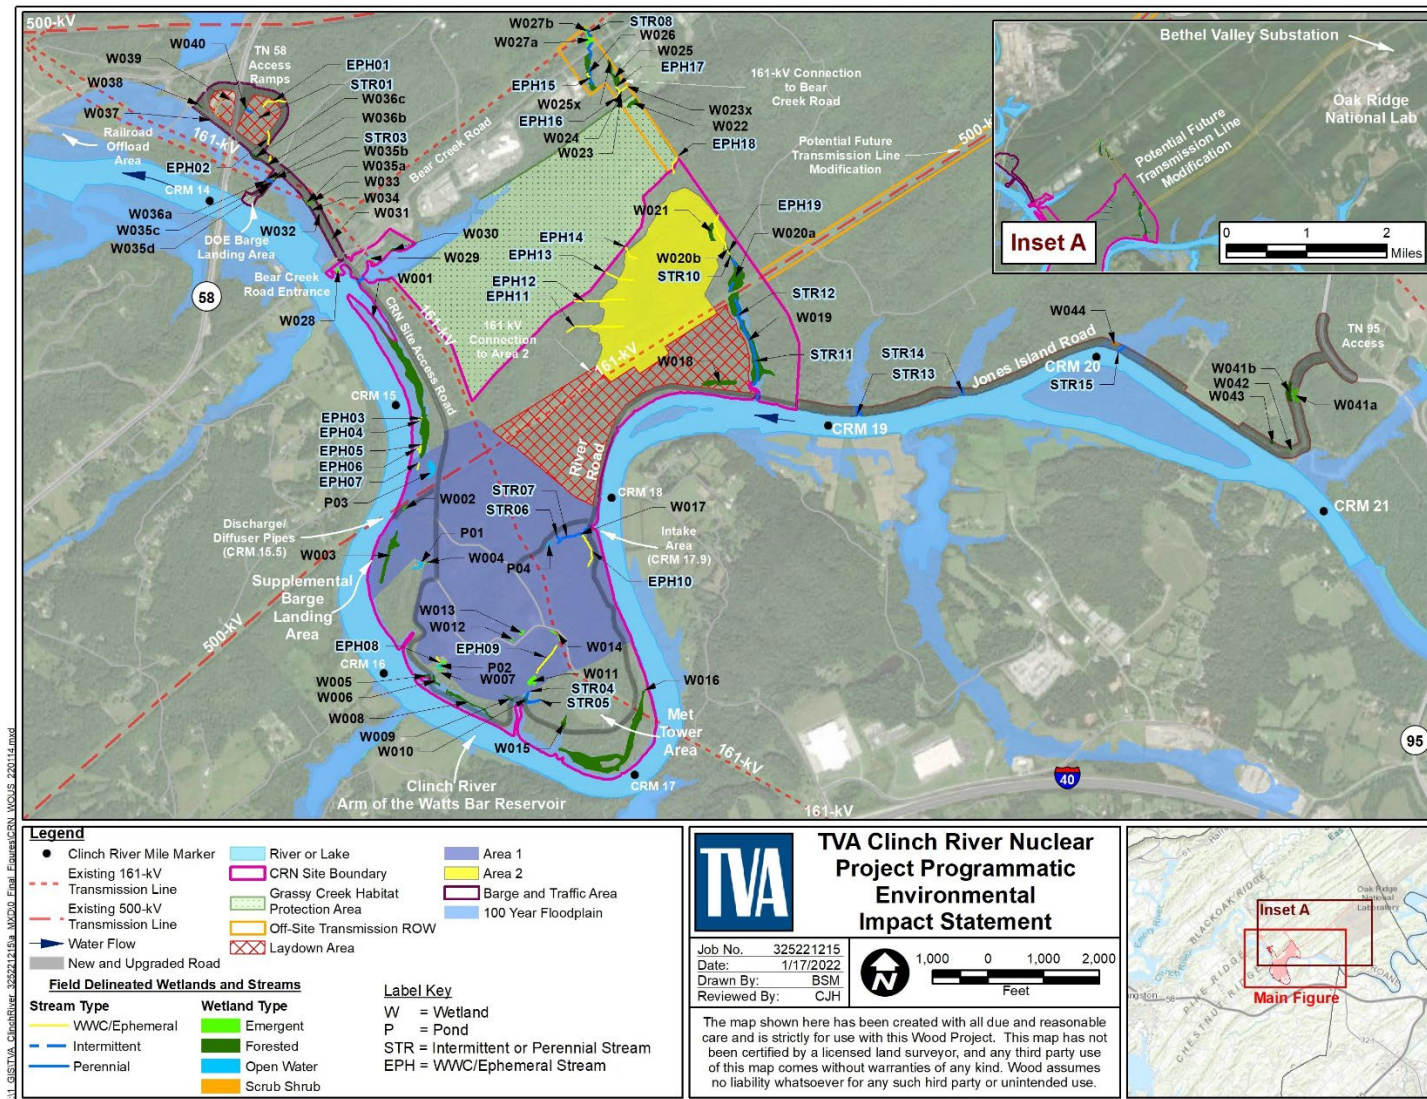 500-kV
W040
TN 58
Access
Ramps
W039
W038
W037
EPH01
STR01
W036c
W036b
STR03
W035b
W035a
W033
W034
W031
161-kV
Railroad
Offload
Area
EPH02
CRM 14
W036a
W035c
W035d
W032
DOE Barge
Landing Area
Bear Creek
Road Entrance
58
W028
W030
W029
W001
Bear Creek Road
W027b
W027a
STR08
W026
W025
EPH17
EPH15
W025x
EPH16
W024
W023
161-kV Connection
to Bear
Creek Road
W023x
W022
EPH18
Potential Future
Transmission Line
Modification
500-kV
W021
EPH19
W020a
W020b
STR10
STR12
W019
STR11
EPH14
EPH13
EPH12
EPH11
161 kV
Connection
to Area 2
161-kV
161-kV
W018
CRN Site Access Road
CRM 15
EPH03
EPH04
EPH05
EPH06
EPH07
P03
W002
Discharge/
Diffuser Pipes
(CRM 15.5)
W003
Supplemental
Barge
Landing
Area
500-kV
P01
W004
River
Road
STR07
STR06
P04
CRM 18
W017
Intake
Area
(CRM 17.9)
EPH10
W013
W012
EPH09
W014
EPH08
CRM 16
W005
W006
P02
W007
W011
STR04
STR05
W016
W008
W009
W010
W015
Met
Tower
Area
CRM 17
161-kV
Clinch River
Arm of the Watts Bar Reservoir
STR14
STR13
CRM 19
Jones Island Road
W044
CRM 20
STR15
TN 95
Access
W041b
W042
W043
W041a
CRM 21
95
40
Bethel Valley Substation
Oak Ridge
National Lab
Potential Future
Transmission Line
Modification
Inset A
0 1 2
Miles
Legend
Clinch River Mile Marker
Existing 161-kV
Transmission Line
Existing 500-kV
Transmission Line
Water Flow
New and Upgraded Road
River or Lake
CRN Site Boundary
Grassy Creek Habitat
Protection Area
Off-Site Transmission ROW
Laydown Area
Area 1
Area 2
Barge and Traffic Area
100 Year Floodplain
Field Delineated Wetlands and Streams
Stream Type
WWC/Ephemeral
Intermittent
Perennial
Wetland Type
Emergent
Forested
Open Water
Scrub Shrub
Label Key
W = Wetland
P = Pond
STR = Intermittent or Perennial Stream
EPH = WWC/Ephemeral Stream
TVA
TVA Clinch River Nuclear
Project Programmatic
Environmental
Impact Statement
Job No. 325221215
Date: 1/17/2022
Drawn By: BSM
Reviewed By: CJH
N
1,000 0 1,000 2,000
Feet
The map shown here has been created with all due and reasonable
care and is strictly for use with this Wood Project. This map has not
been certified by a licensed land surveyor, and any third party use
of this map comes without warranties of any kind. Wood assumes
no liability whatsoever for any such hird party or unintended use.
Oak Ridge
National
Laboratory
Inset A
Main Figure
Emory River
BLACKOAK RIDGE
PINE RIDGE
CHESTNUT RIDGE
ROANE